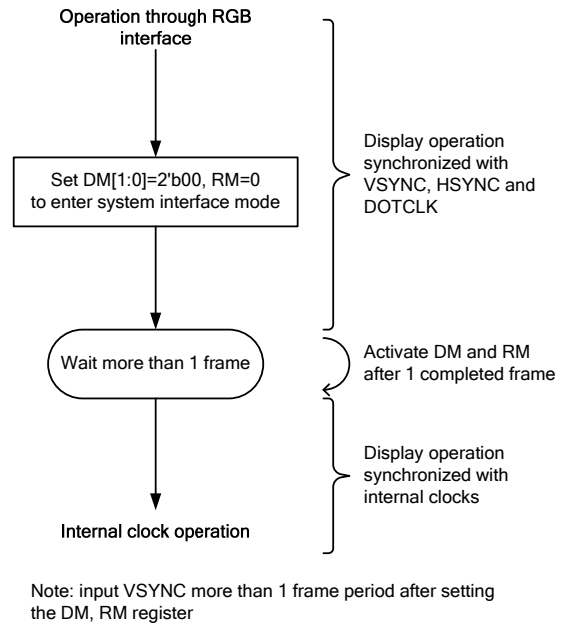 Operation through RGB
interface
Set DM[1:0]=2'b00, RM=0
to enter system interface mode
Display operation
synchronized with
VSYNC, HSYNC and
DOTCLK
Wait more than 1 frame
Activate DM and RM
after 1 completed frame
Display operation
synchronized with
internal clocks
Internal clock operation
Note: input VSYNC more than 1 frame period after setting
the DM, RM register